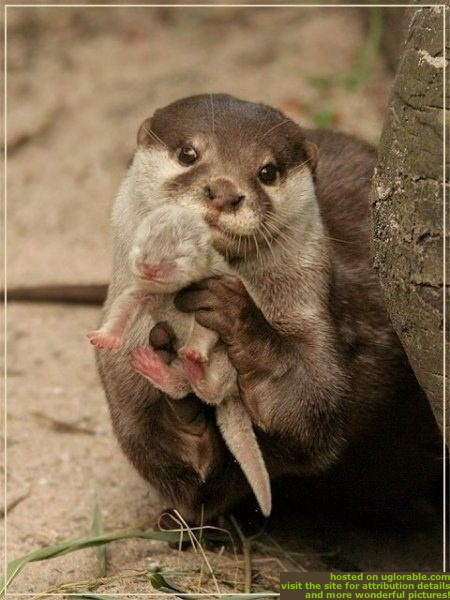 hosted on uglorable.com
visit the site for attribution details
and more wonderful pictures!